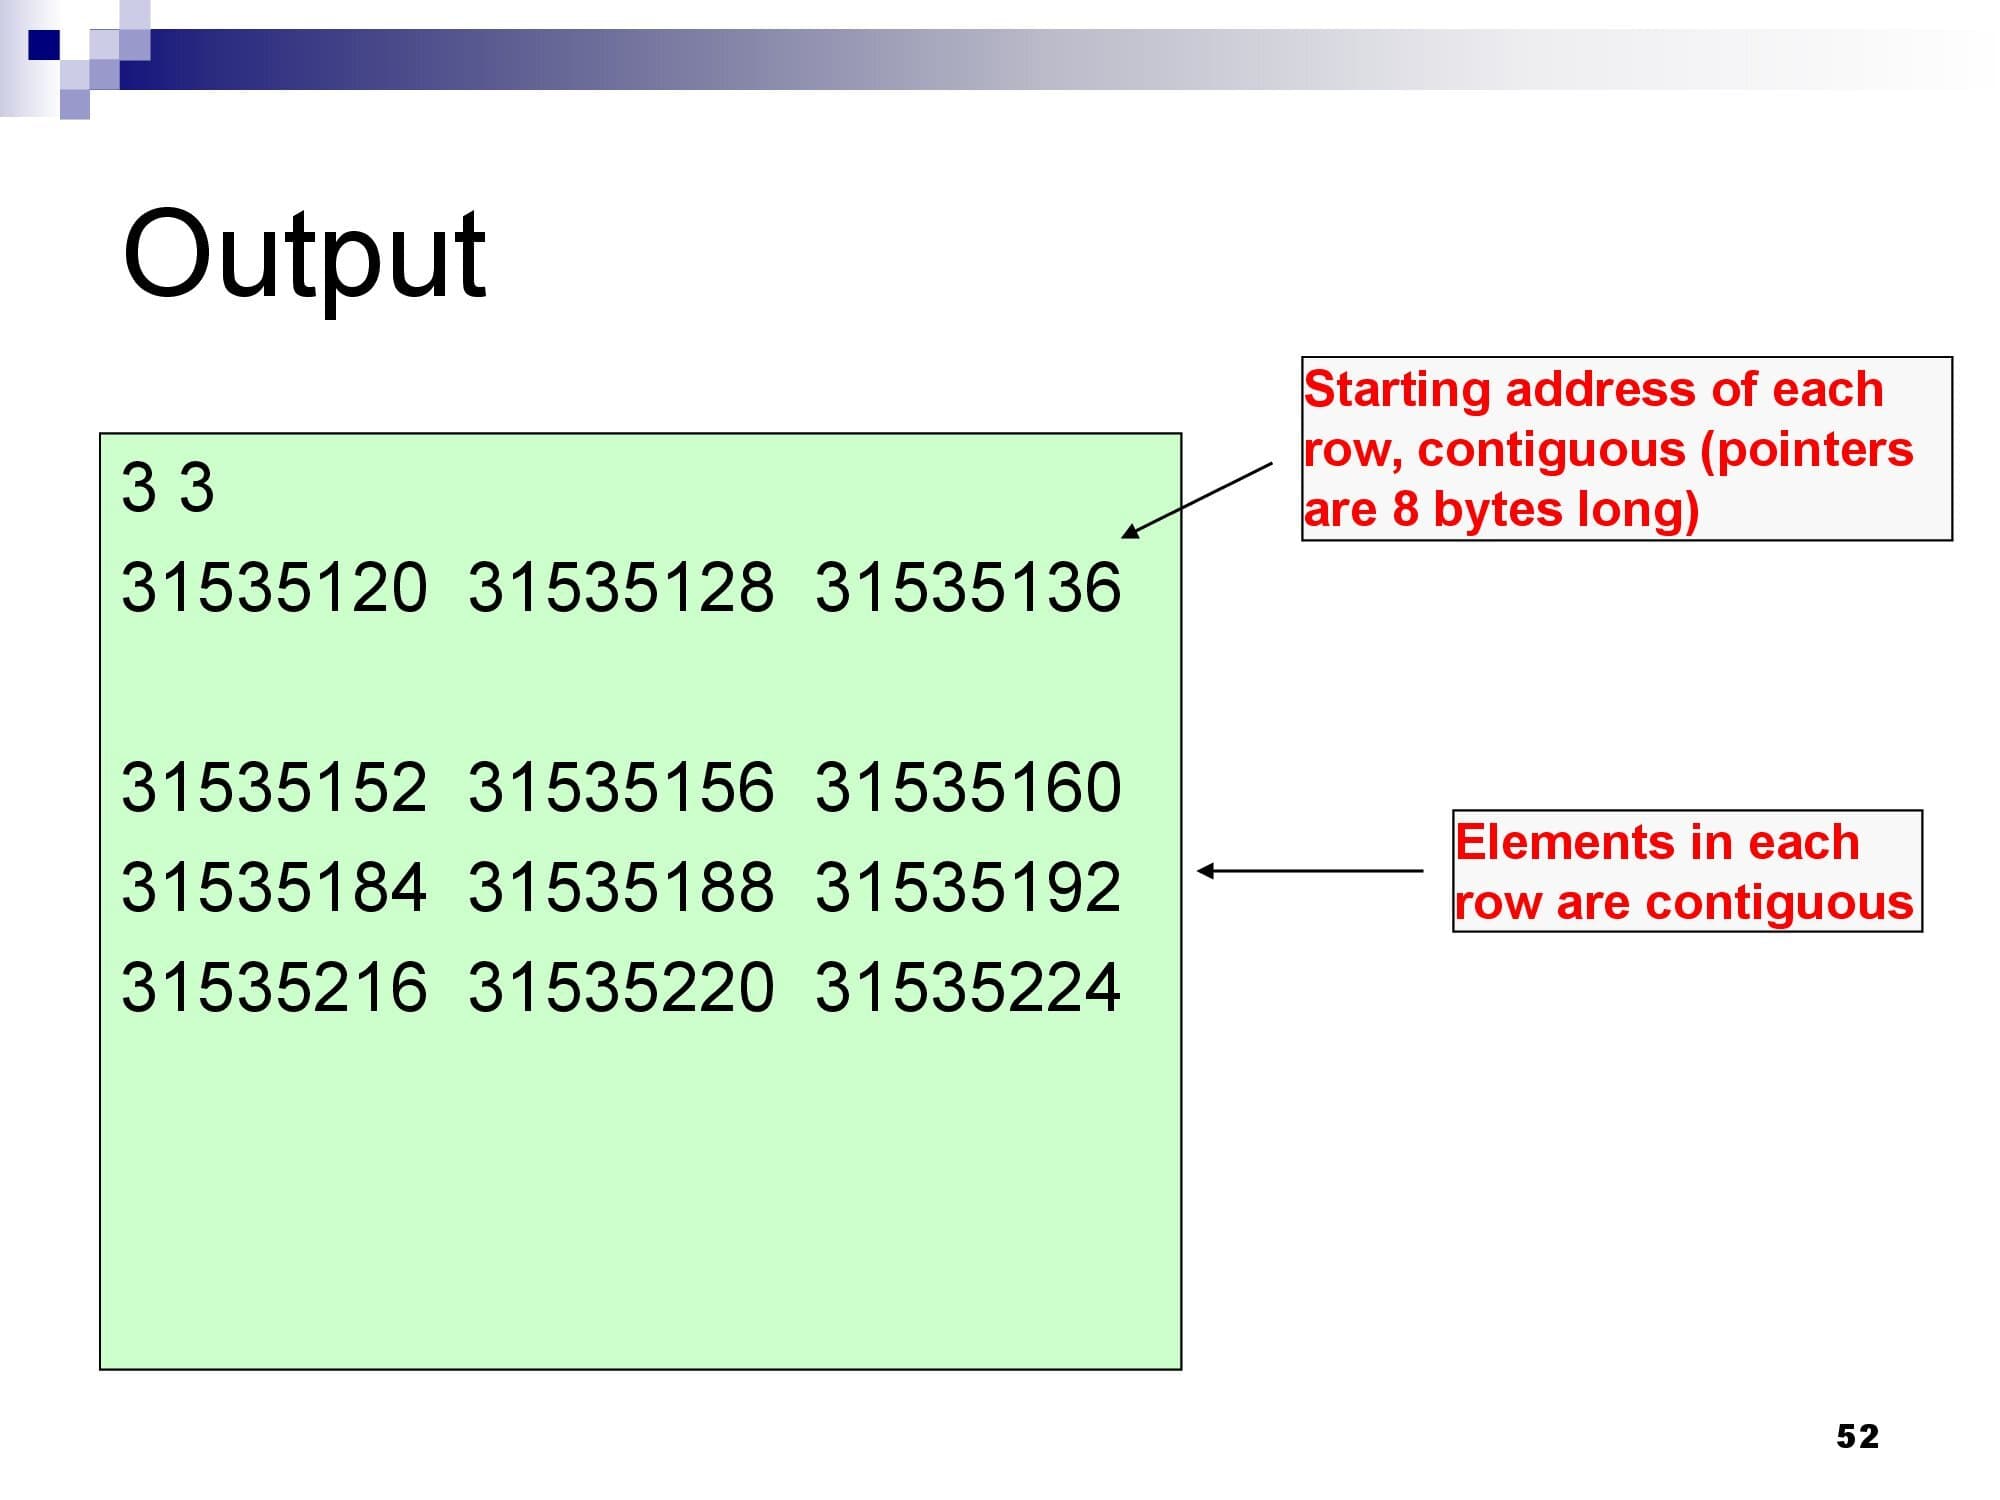 Output
Starting address of each
row, contiguous (pointers
are 8 bytes long)
3 3
31535120 31535128 31535136
31535152 31535156 31535160
31535184 31535188 31535192
31535216 31535220 31535224
Elements in each
row are contiguous
52